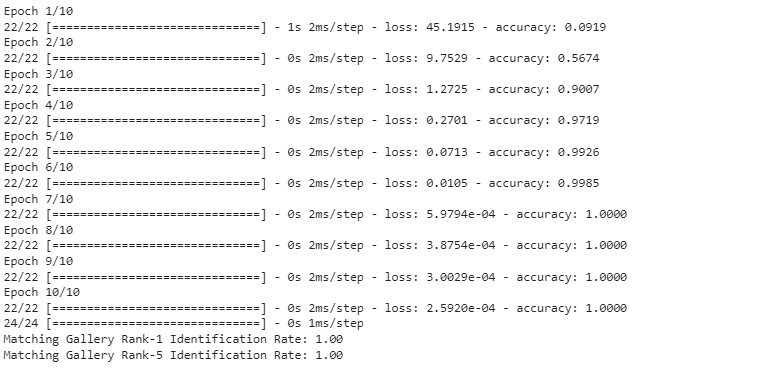 Epoch 1/10
22/22 [==============================] - 1s 2ms/step - loss: 45.1915 - accuracy: 0.0919
Epoch 2/10
22/22 [==============================] - 0s 2ms/step - loss: 9.7529 - accuracy: 0.5674
Epoch 3/10
22/22 [==============================] - 0s 2ms/step - loss: 1.2725 - accuracy: 0.9007
Epoch 4/10
22/22 [==============================] - 0s 2ms/step - loss: 0.2701 - accuracy: 0.9719
Epoch 5/10
22/22 [==============================] - 0s 2ms/step - loss: 0.0713 - accuracy: 0.9926
Epoch 6/10
22/22 [==============================] - 0s 2ms/step - loss: 0.0105 - accuracy: 0.9985
Epoch 7/10
22/22 [==============================] - 0s 2ms/step - loss: 5.9794e-04 - accuracy: 1.0000
Epoch 8/10
22/22 [==============================] - 0s 2ms/step - loss: 3.8754e-04 - accuracy: 1.0000
Epoch 9/10
22/22 [==============================] - 0s 2ms/step - loss: 3.0029e-04 - accuracy: 1.0000
Epoch 10/10
22/22 [==============================] - 0s 2ms/step - loss: 2.5920e-04 - accuracy: 1.0000
24/24 [==============================] - 0s 1ms/step
Matching Gallery Rank-1 Identification Rate: 1.00
Matching Gallery Rank-5 Identification Rate: 1.00